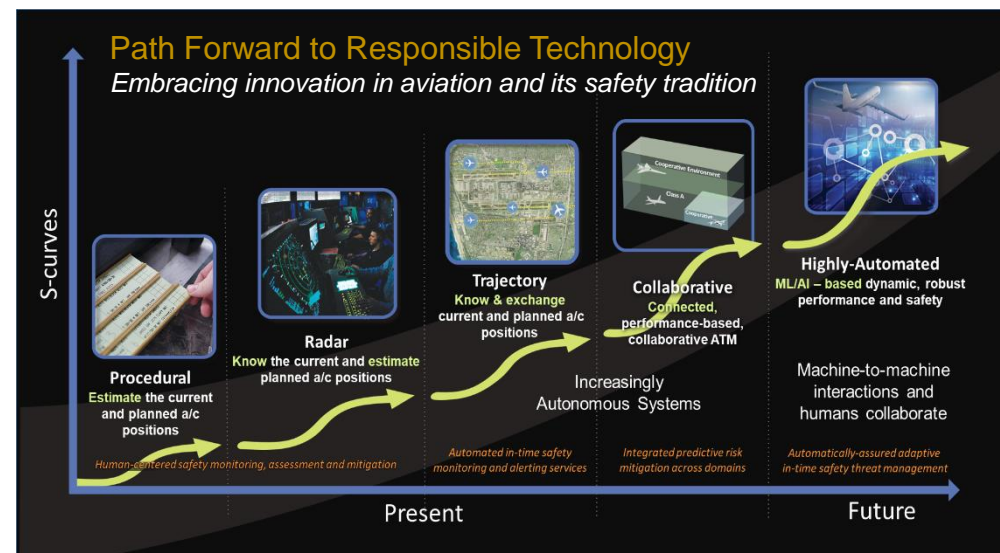 Path Forward to Responsible Technology
Embracing innovation in aviation and its safety tradition
S-curves
Procedural
Estimate the current
and planned a/c
positions
Radar
Know the current and estimate
planned a/c positions
Human-centered safety monitoring, assessment and mitigation
Trajectory
Know & exchange
current and planned a/c
positions
Automated in-time safety
monitoring and alerting services
Cooperative Environment
Class A
Cooperative
Collaborative
Connected,
performance-based,
collaborative ATM
Increasingly
Autonomous Systems
Integrated predictive risk
mitigation across domains
Highly-Automated
ML/AI – based dynamic, robust
performance and safety
Machine-to-machine
interactions and
humans collaborate
Automatically-assured adaptive
in-time safety threat management
Present
Future